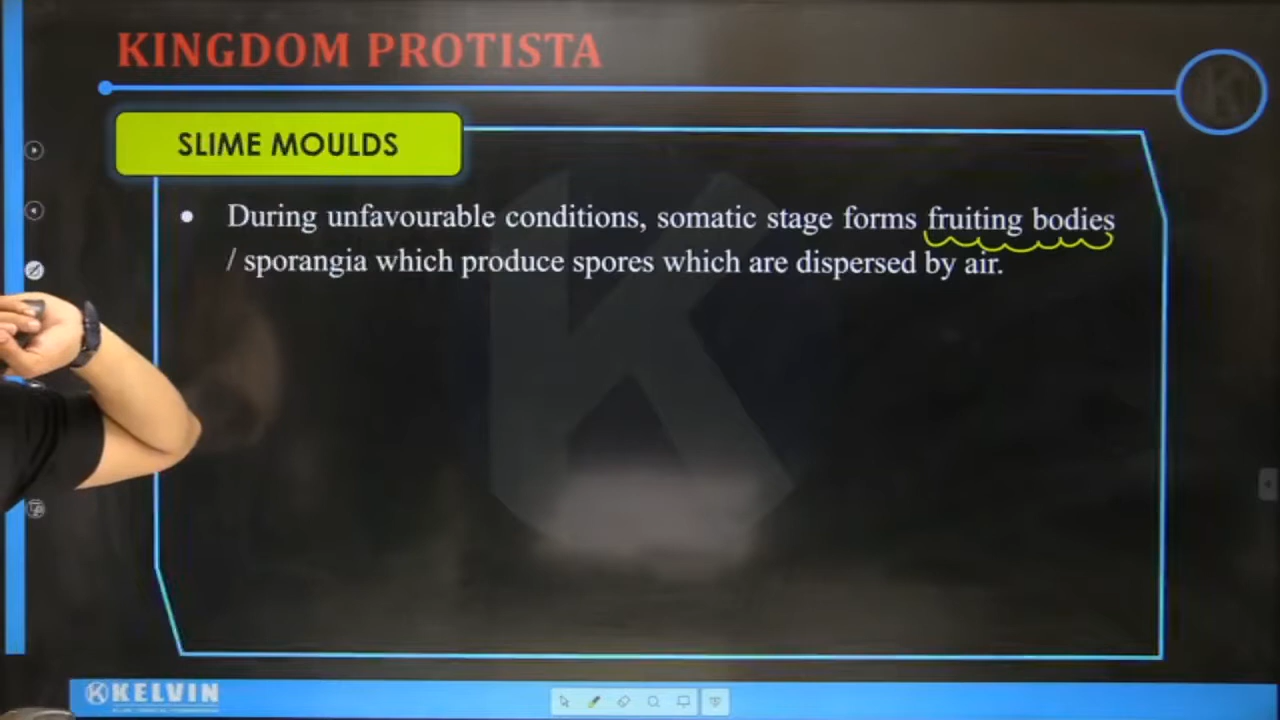 KINGDOM PROTISTA
SLIME MOULDS
• During unfavourable conditions, somatic stage forms fruiting bodies
/ sporangia which produce spores which are dispersed by air.
KELVIN